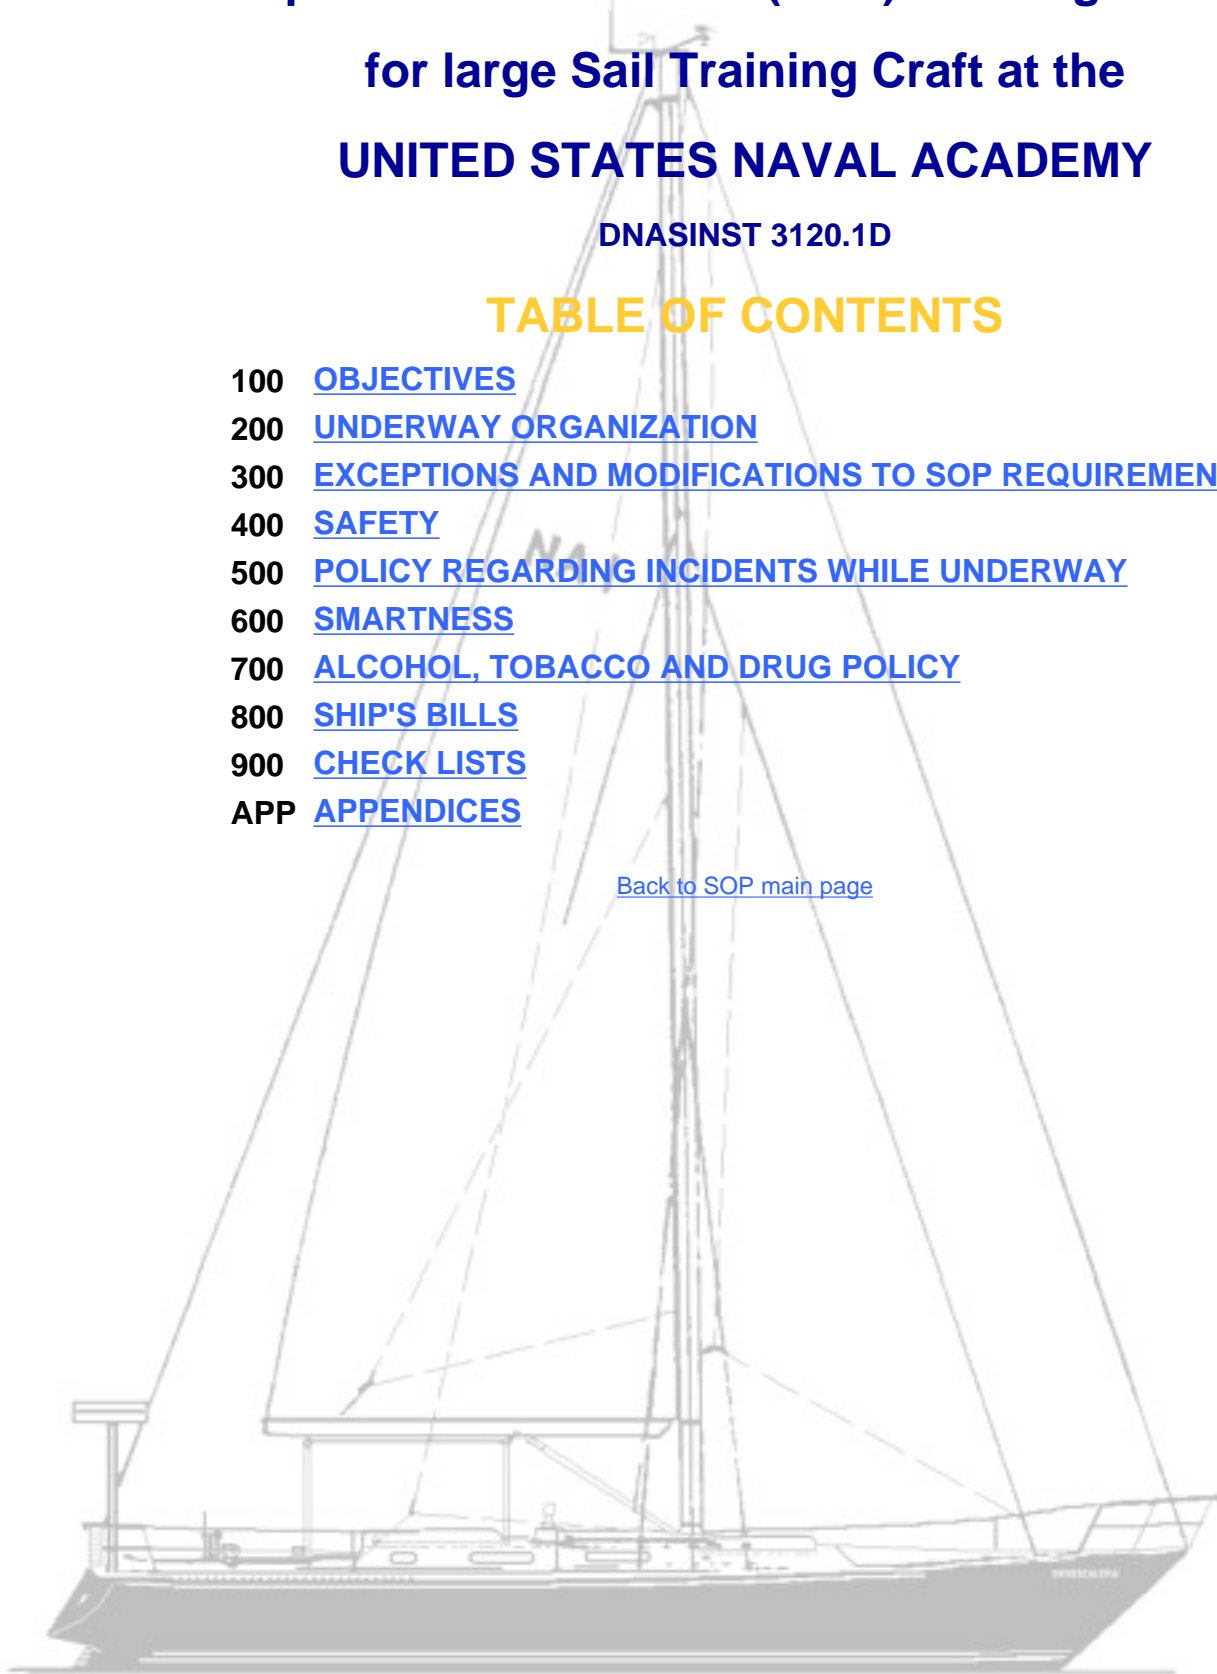 for large Sail Training Craft at the
UNITED STATES NAVAL ACADEMY
DNASINST 3120.1D
TABLE OF CONTENTS
100 OBJECTIVES
200 UNDERWAY ORGANIZATION
300 EXCEPTIONS AND MODIFICATIONS TO SOP REQUIREMEN
400 SAFETY
500 POLICY REGARDING INCIDENTS WHILE UNDERWAY
600 SMARTNESS
700 ALCOHOL, TOBACCO AND DRUG POLICY
800 SHIP'S BILLS
900 CHECK LISTS
APP APPENDICES
Back to SOP main page